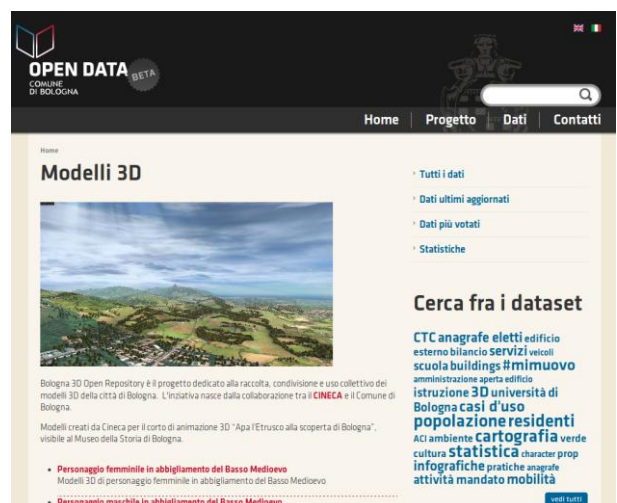 OPEN DATA BETA
COMUNE
DI BOLOGNA
Home Progetto Dati Contatti
Home
Modelli 3D
Bologna 3D Open Repository è il progetto dedicato alla raccolta, condivisione e uso collettivo dei
modelli 3D della città di Bologna. L'inziativa nasce dalla collaborazione tra il CINECA e il Comune di
Bologna.
Modelli creati da Cineca per il corto di animazione 3D "Apa l'Etrusco alla scoperta di Bologna",
visibile al Museo della Storia di Bologna.
Personaggio femminile in abbigliamento del Basso Medioevo
Modelli 3D di personaggio femminile in abbigliamento del Basso Medioevo
Personaggio maschile in abbigliamento del Basso Medioevo
Tutti i dati
Dati ultimi aggiornati
Dati più votati
Statistiche
Cerca fra i dataset
CTC anagrafe eletti edificio
esterno bilancio servizi veicoli
scuola buildings #mimuovo
amministrazione aperta edificio
istruzione 3D università di
Bologna casi d'uso
popolazione residenti
ACI ambiente cartografia verde
cultura statistica character prop
infografiche pratiche anagrafe
attività mandato mobilità
vedi tutti